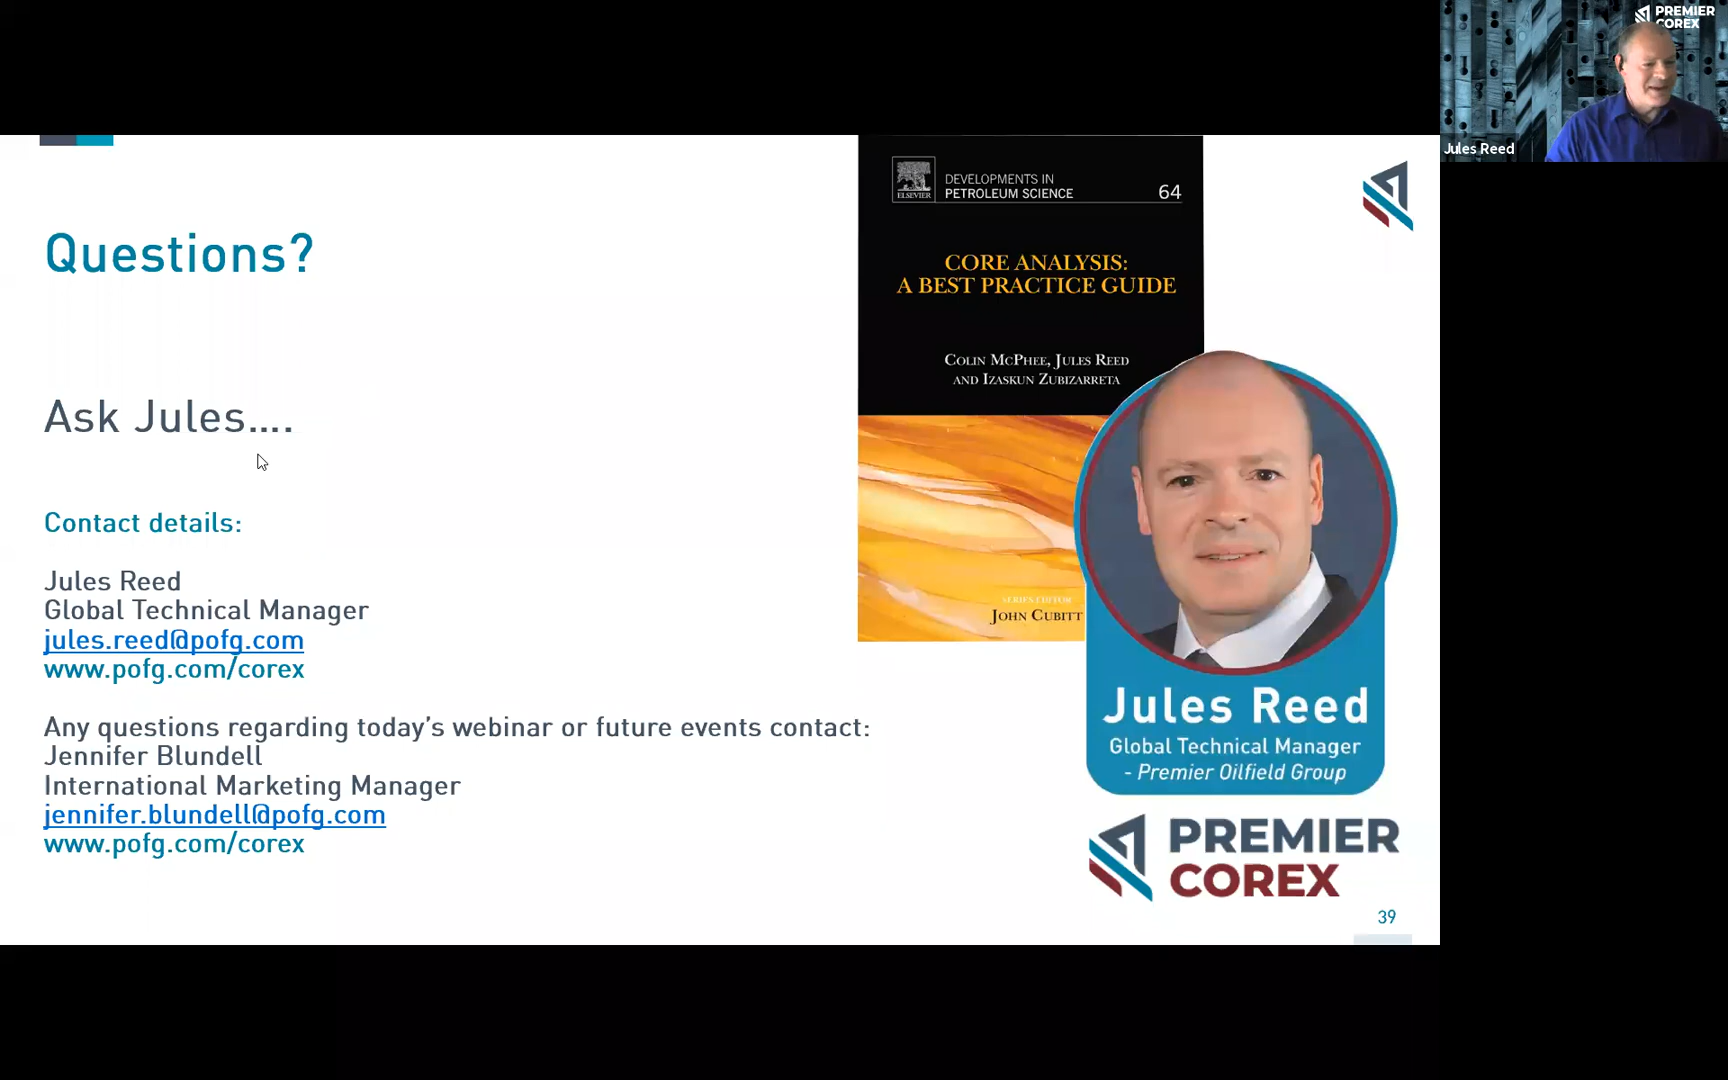 PREMIER
COREX
Jules Reed
Questions?
Ask Jules....
Contact details:
Jules Reed
Global Technical Manager
jules.reed@pofg.com
www.pofg.com/corex
Any questions regarding today's webinar or future events contact:
Jennifer Blundell
International Marketing Manager
jennifer.blundell@pofg.com
www.pofg.com/corex
ELSEVIER
DEVELOPMENTS IN
PETROLEUM SCIENCE
64
CORE ANALYSIS:
A BEST PRACTICE GUIDE
COLIN MCPHEE, JULES REED
AND IZASKUN ZUBIZARRETA
SERIES EDITOR
JOHN CUBITT
Jules Reed
Global Technical Manager
- Premier Oilfield Group
PREMIER
COREX
39